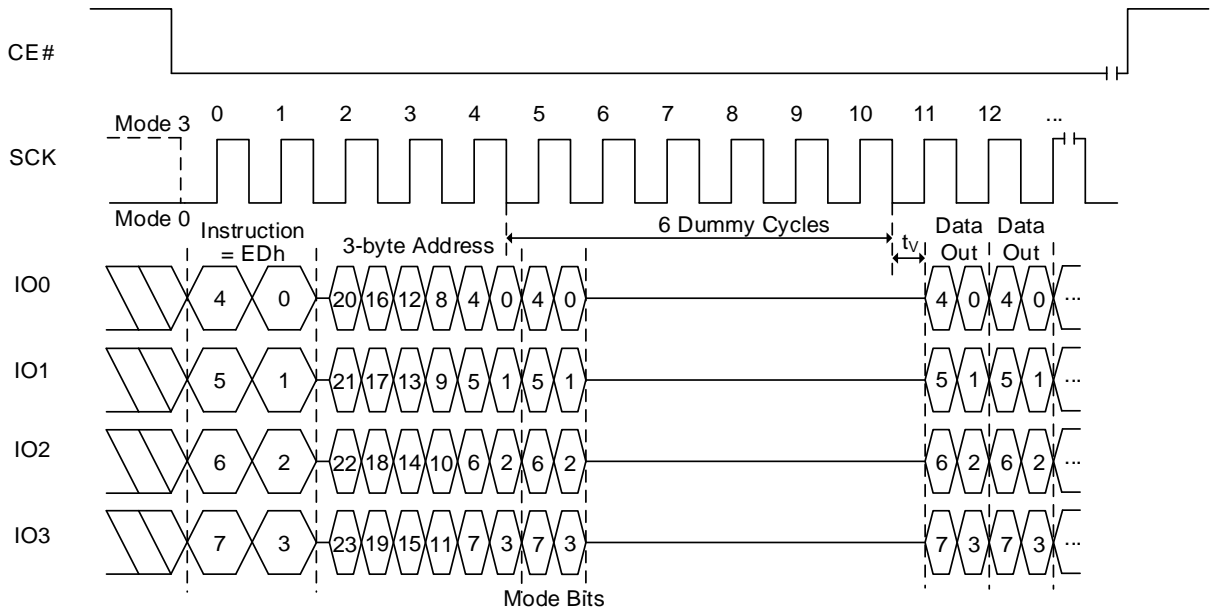 CE#
0 1 2 3 4 5 6 7 8 9 10 11 12 ...
Mode 3
SCK
Mode 0
Instruction
= EDh
3-byte Address
6 Dummy Cycles
tV
Data
Out
Data
Out
IO0 4 0 20 16 12 8 4 0 4 0 4 0 4 0 ...
IO1 5 1 21 17 13 9 5 1 5 1 5 1 5 1 ...
IO2 6 2 22 18 14 10 6 2 6 2 6 2 6 2 ...
IO3 7 3 23 19 15 11 7 3 7 3 7 3 7 3 ...
Mode Bits